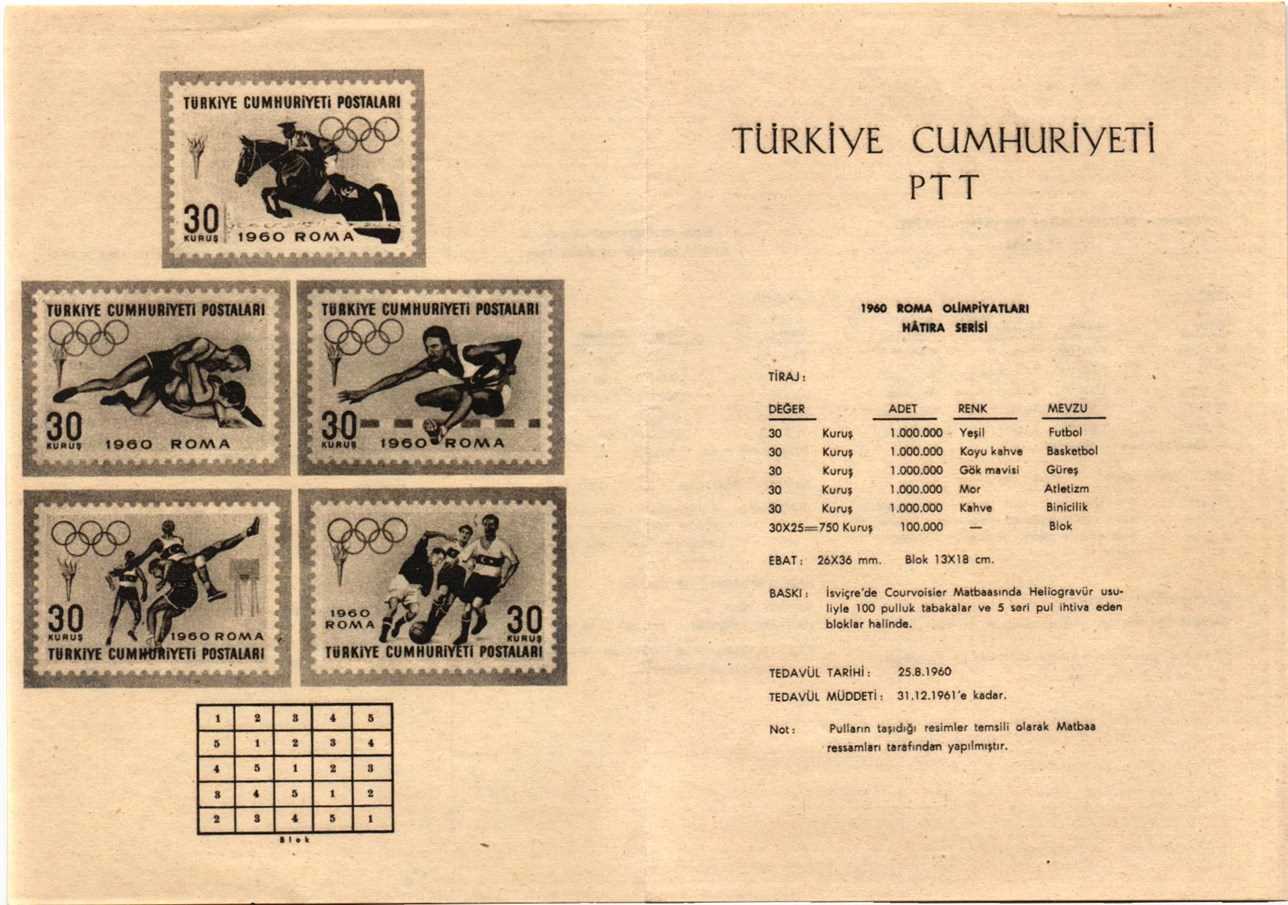 TÜRKİYE CUMHURİYETİ POSTALARI
30
KURUŞ
1960 ROMA
TÜRKİYE CUMHURİYETİ POSTALARI
30
KURUŞ
1960 ROMA
TÜRKİYE CUMHURİYETİ POSTALARI
30
KURUŞ
1960 ROMA
30
KURUŞ
1960 ROMA
TÜRKİYE CUMHURİYETİ POSTALARI
1960
ROMA
30
KURUŞ
TÜRKİYE CUMHURİYETİ POSTALARI
1 2 3 4 5
5 1 2 3 4
4 5 1 2 3
3 4 5 1 2
2 3 4 5 1
Blok
TÜRKİYE CUMHURİYETİ
PTT
1960 ROMA OLİMPİYATLARI
HÂTIRA SERİSİ
TİRAJ :
DEĞER ADET RENK MEVZU
30 Kuruş 1.000.000 Yeşil Futbol
30 Kuruş 1.000.000 Koyu kahve Basketbol
30 Kuruş 1.000.000 Gök mavisi Güreş
30 Kuruş 1.000.000 Mor Atletizm
30 Kuruş 1.000.000 Kahve Binicilik
30X25=750 Kuruş 100.000 — Blok
EBAT : 26X36 mm. Blok 13X18 cm.
BASKI : İsviçre'de Courvoisier Matbaasında Heliogravür usu-
liyle 100 pulluk tabakalar ve 5 seri pul ihtiva eden
bloklar halinde.
TEDAVÜL TARİHİ : 25.8.1960
TEDAVÜL MÜDDETİ : 31.12.1961'e kadar.
Not : Pulların taşıdığı resimler temsili olarak Matbaa
ressamları tarafından yapılmıştır.